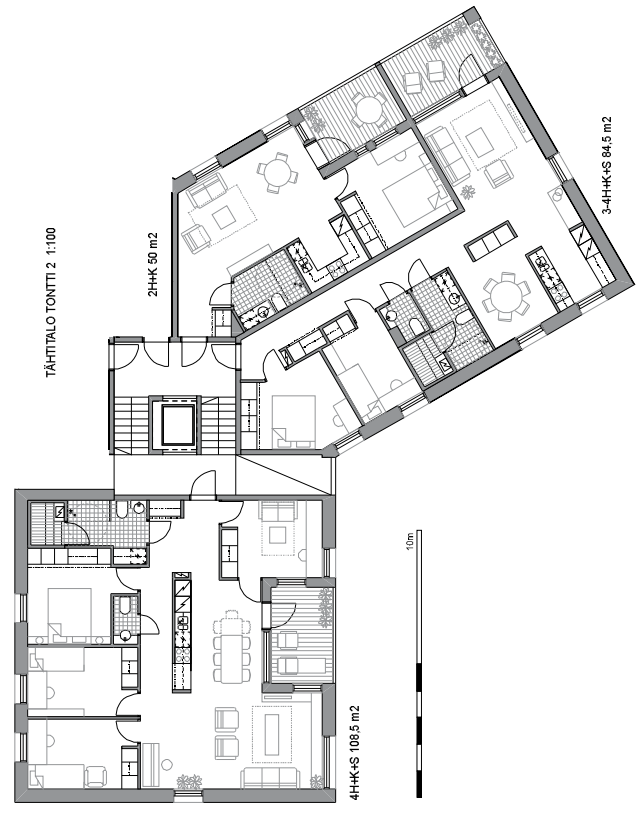 TÄHTITALO TONTTI 2 1:100
2H+K 50 m2
3-4H+K+S 84,5 m2
10m
4H+K+S 108,5 m2